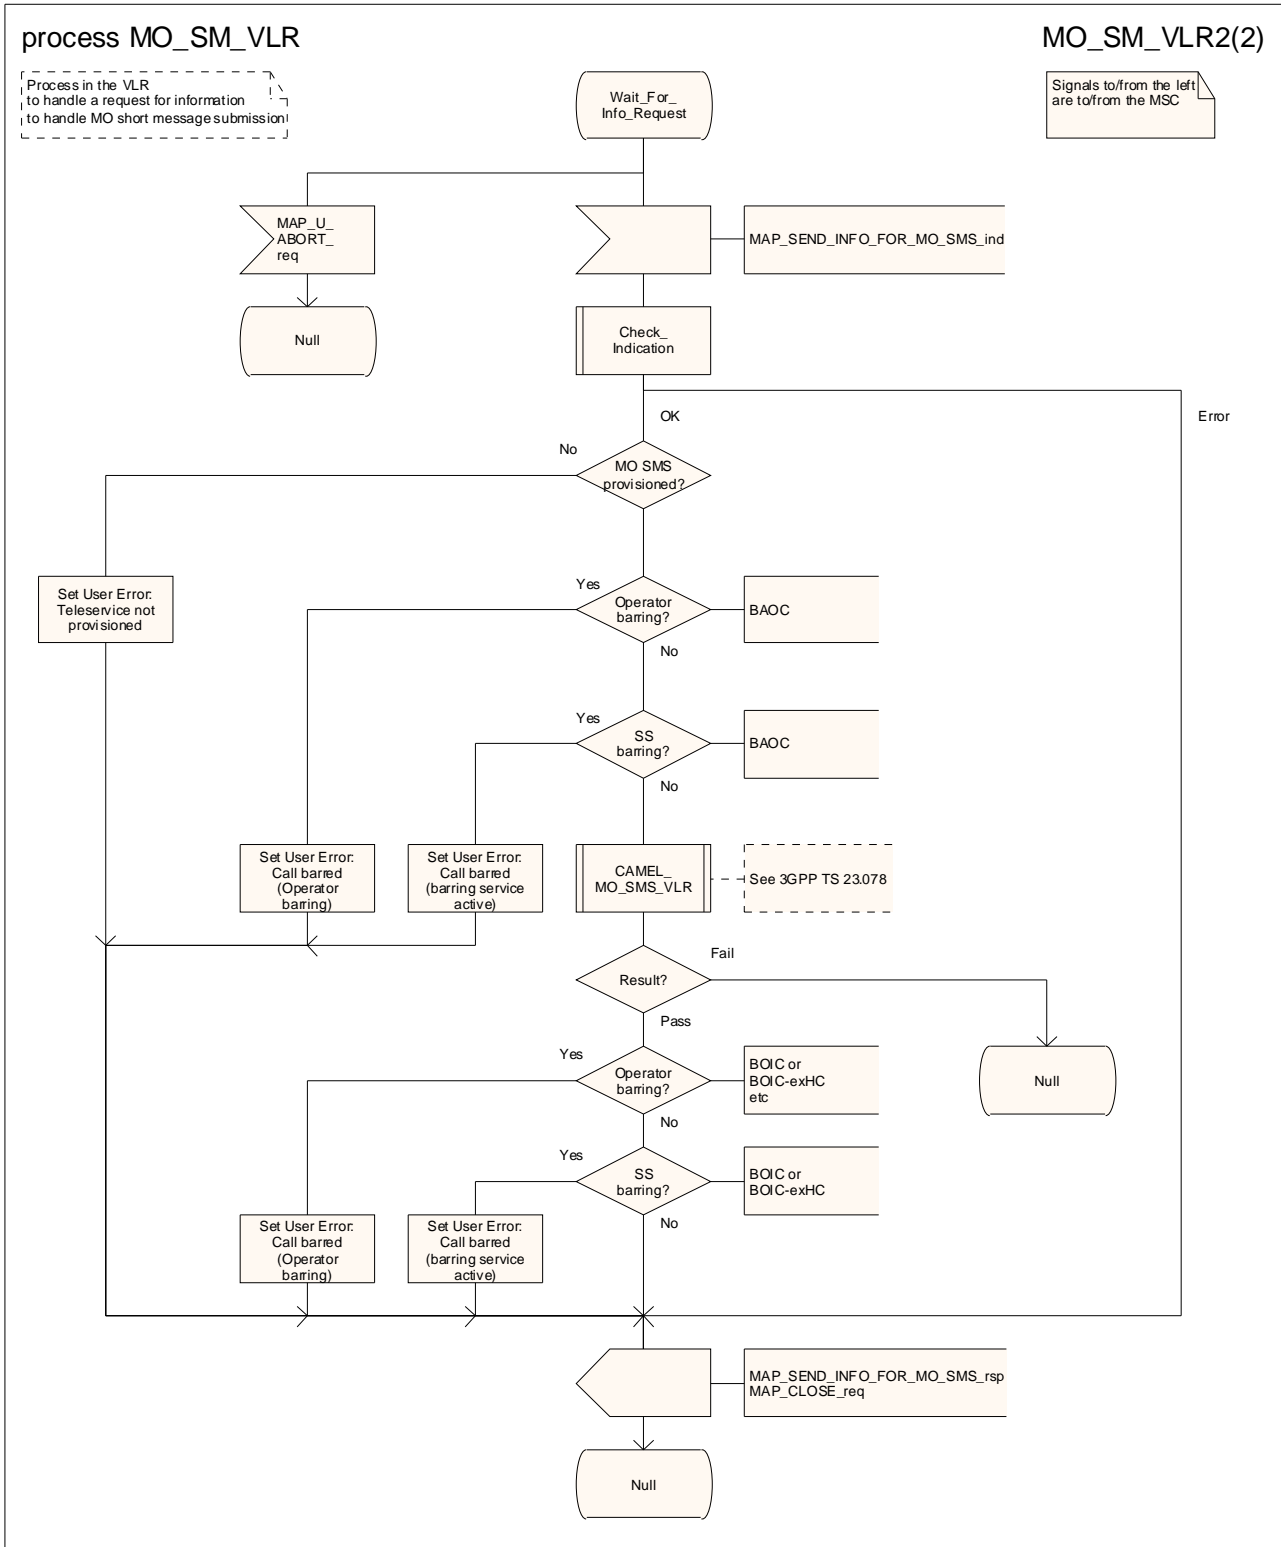 process MO_SM_VLR
MO_SM_VLR2(2)
Process in the VLR
to handle a request for information
to handle MO short message submission
Wait_For_
Info_Request
Signals to/from the left
are to/from the MSC
MAP_U_
ABORT_
req
MAP_SEND_INFO_FOR_MO_SMS_ind
Null
Check_
Indication
OK
Error
No
MO SMS
provisioned?
Set User Error:
Teleservice not
provisioned
Yes
Operator
barring?
BAOC
No
Yes
SS
barring?
BAOC
No
Set User Error:
Call barred
(Operator
barring)
Set User Error:
Call barred
(barring service
active)
CAMEL_
MO_SMS_VLR
See 3GPP TS 23.078
Fail
Result?
Pass
Yes
Operator
barring?
BOIC or
BOIC-exHC
etc
Null
No
Yes
SS
barring?
BOIC or
BOIC-exHC
No
Set User Error:
Call barred
(Operator
barring)
Set User Error:
Call barred
(barring service
active)
MAP_SEND_INFO_FOR_MO_SMS_rsp
MAP_CLOSE_req
Null